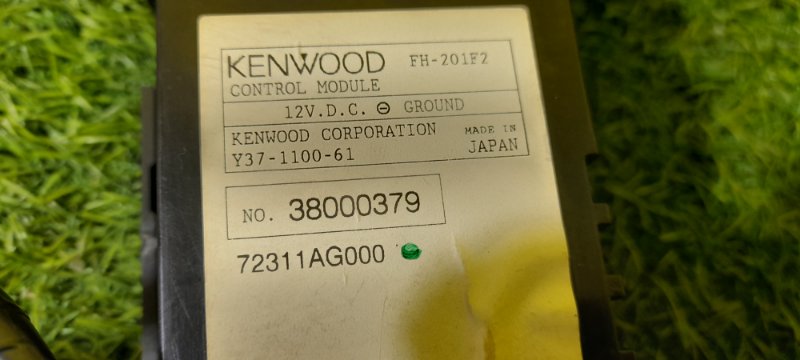 KENWOOD FH-201F2
CONTROL MODULE
12V.D.C. ⊖ GROUND
KENWOOD CORPORATION MADE IN
Y37-1100-61 JAPAN
NO. 38000379
72311AG000